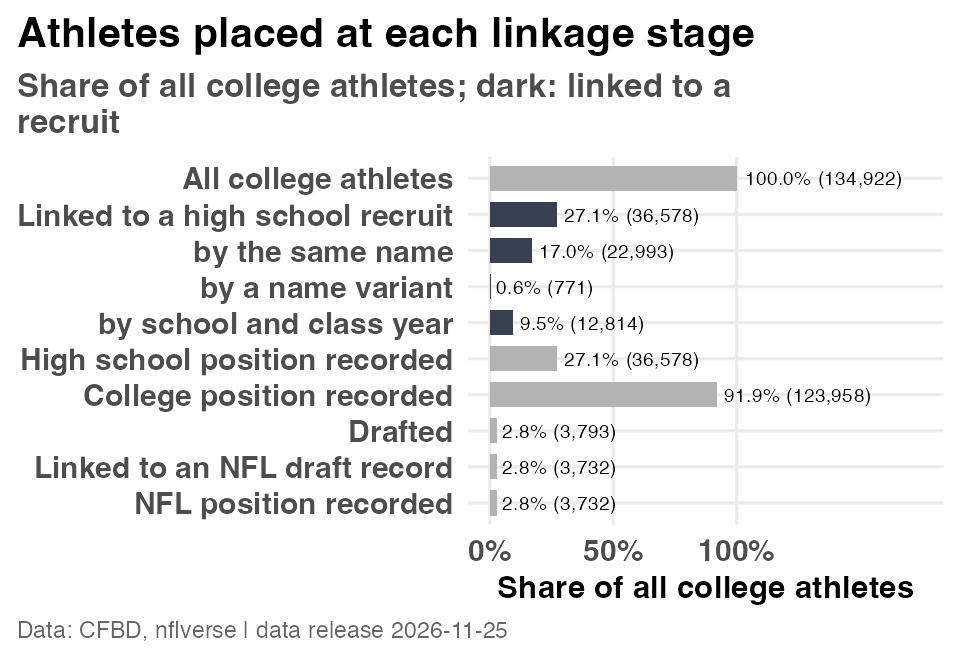 Athletes placed at each linkage stage
Share of all college athletes; dark: linked to a
recruit
All college athletes 100.0% (134,922)
Linked to a high school recruit 27.1% (36,578)
by the same name 17.0% (22,993)
by a name variant 0.6% (771)
by school and class year 9.5% (12,814)
High school position recorded 27.1% (36,578)
College position recorded 91.9% (123,958)
Drafted 2.8% (3,793)
Linked to an NFL draft record 2.8% (3,732)
NFL position recorded 2.8% (3,732)
0% 50% 100%
Share of all college athletes
Data: CFBD, nflverse | data release 2026-11-25